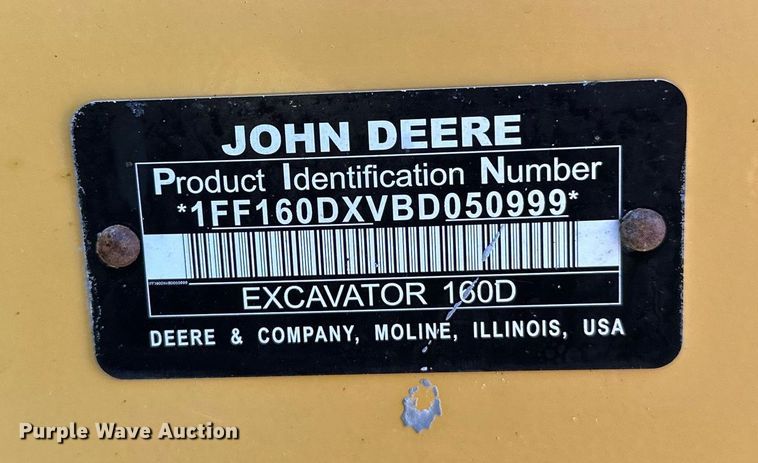 JOHN DEERE
Product Identification Number
*1FF160DXVBD050999*
EXCAVATOR 160D
DEERE & COMPANY, MOLINE, ILLINOIS, USA
Purple Wave Auction